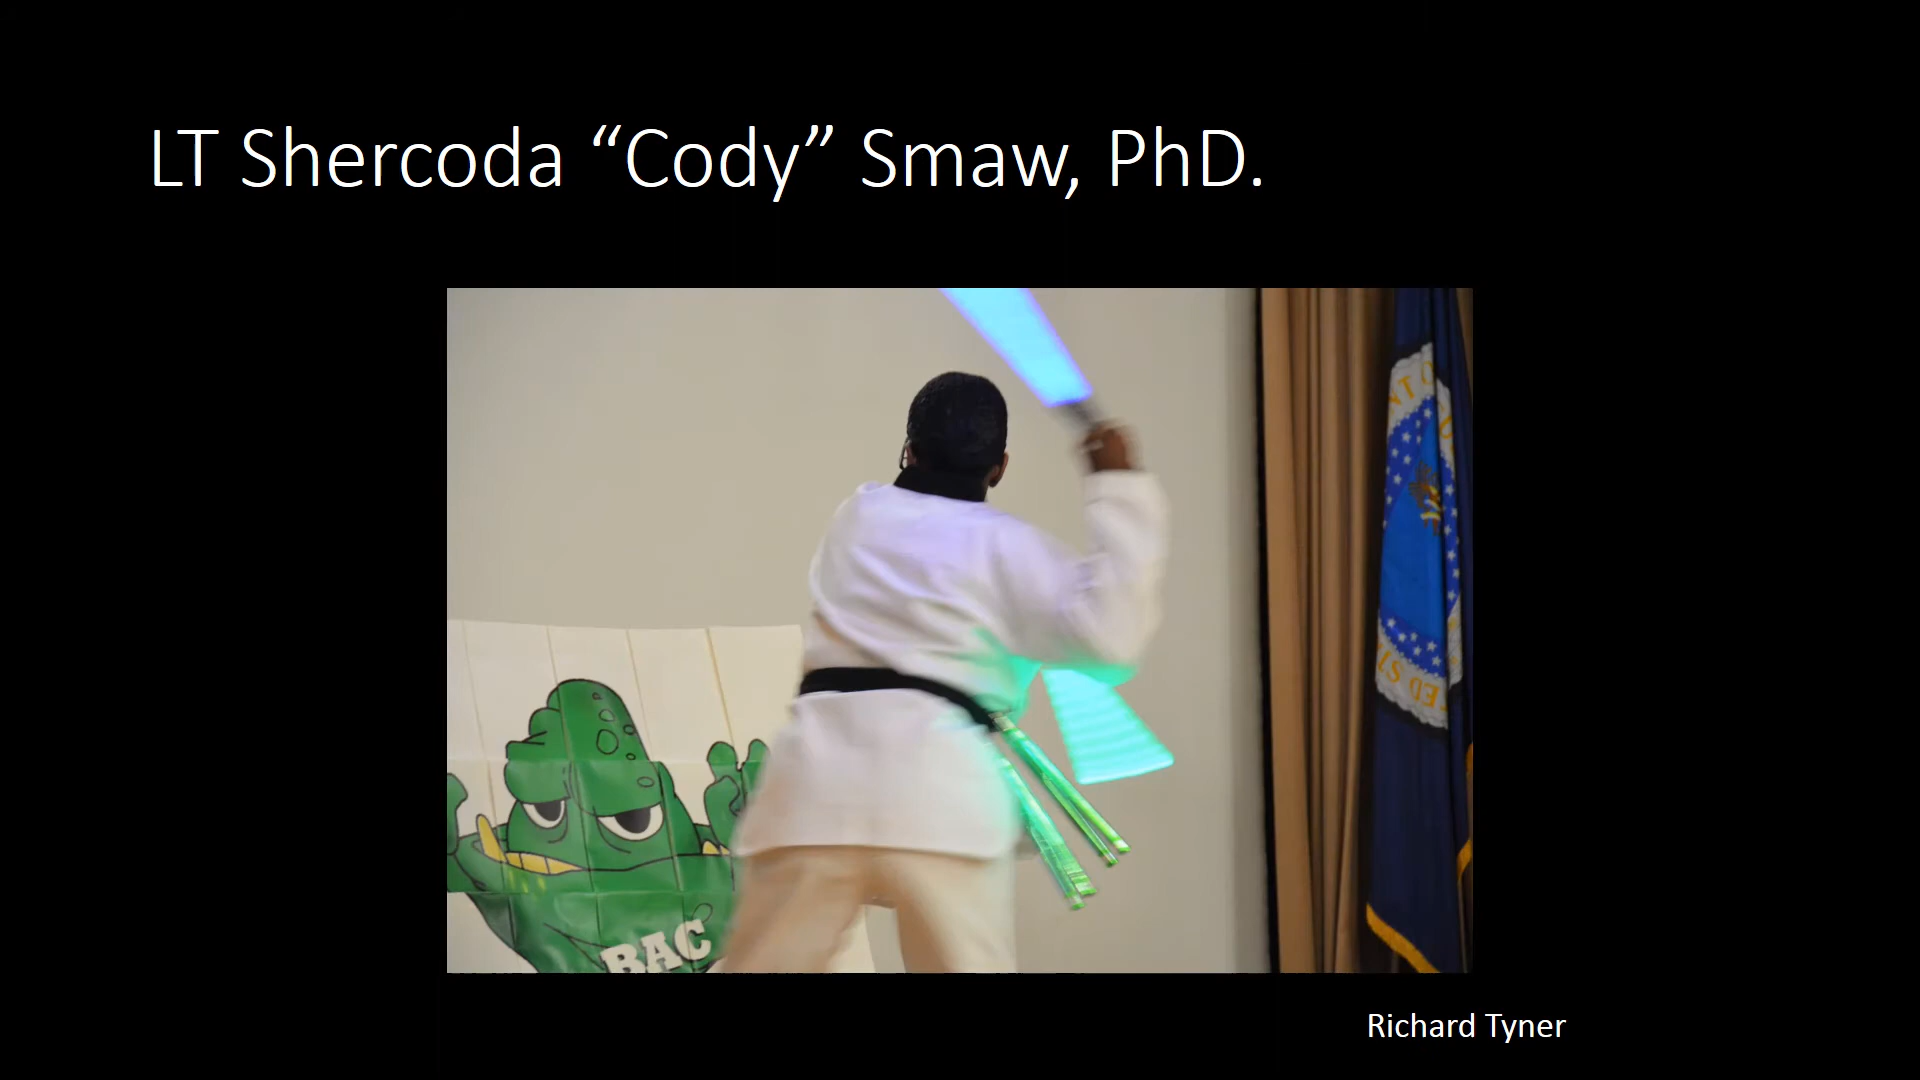 LT Shercoda “Cody” Smaw, PhD.
BAC
Richard Tyner